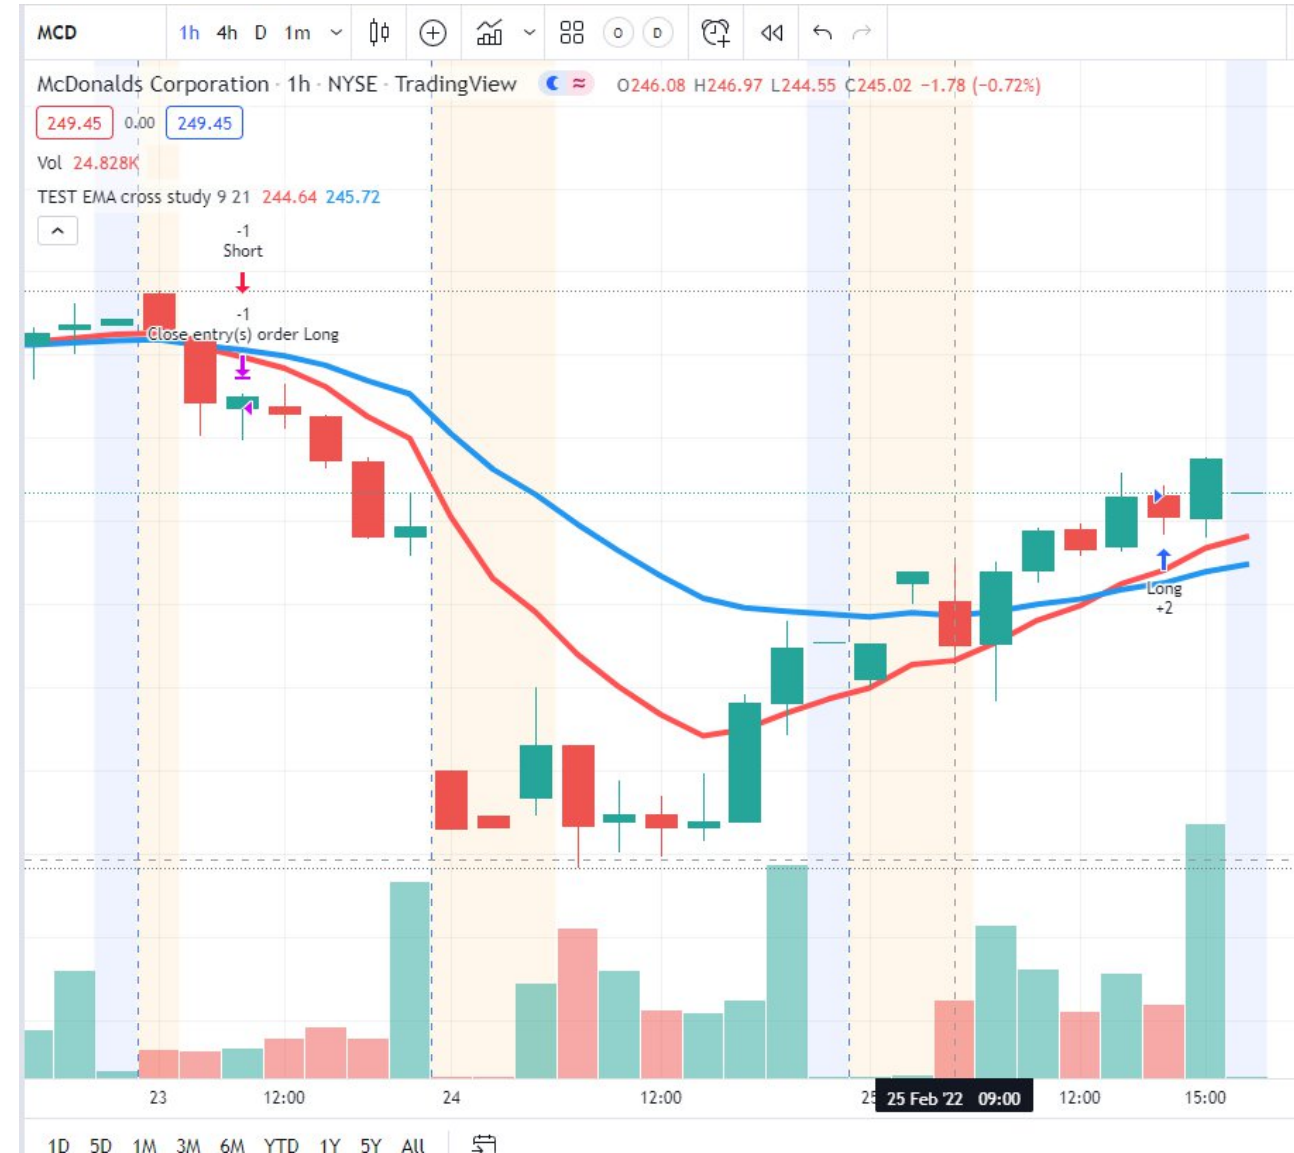 MCD 1h 4h D 1m O D
McDonalds Corporation · 1h · NYSE · TradingView O246.08 H246.97 L244.55 C245.02 −1.78 (−0.72%)
249.45 0.00 249.45
Vol 24.828K
TEST EMA cross study 9 21 244.64 245.72
-1
Short
-1
Close entry(s) order Long
Long
+2
23 12:00 24 12:00 25 25 Feb '22 09:00 12:00 15:00
1D 5D 1M 3M 6M YTD 1Y 5Y All